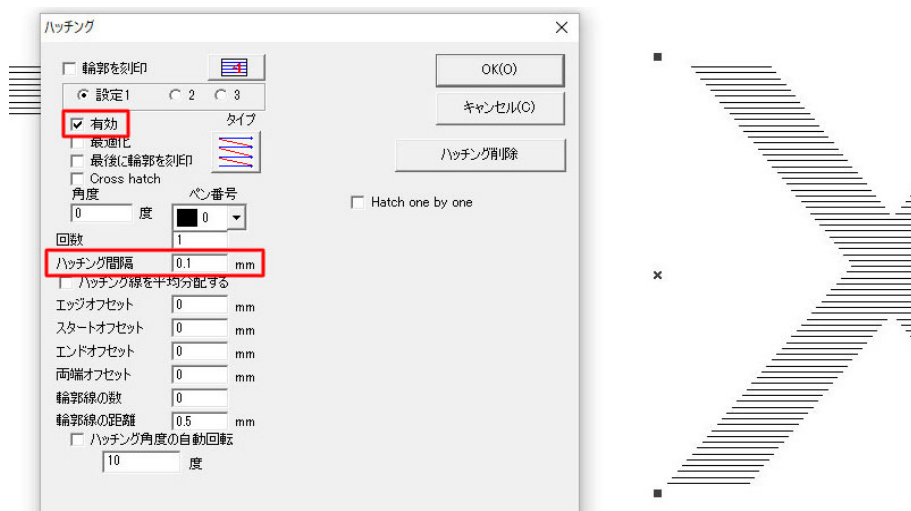 ハッチング
輪郭を刻印
設定1 2 3
有効 タイプ
最適化
最後に輪郭を刻印
Cross hatch
角度 ペン番号
0 度 0
回数 1
ハッチング間隔 0.1 mm
ハッチング線を平均分配する
エッジオフセット 0 mm
スタートオフセット 0 mm
エンドオフセット 0 mm
両端オフセット 0 mm
輪郭線の数 0
輪郭線の距離 0.5 mm
ハッチング角度の自動回転
10 度
OK(O)
キャンセル(C)
ハッチング削除
Hatch one by one